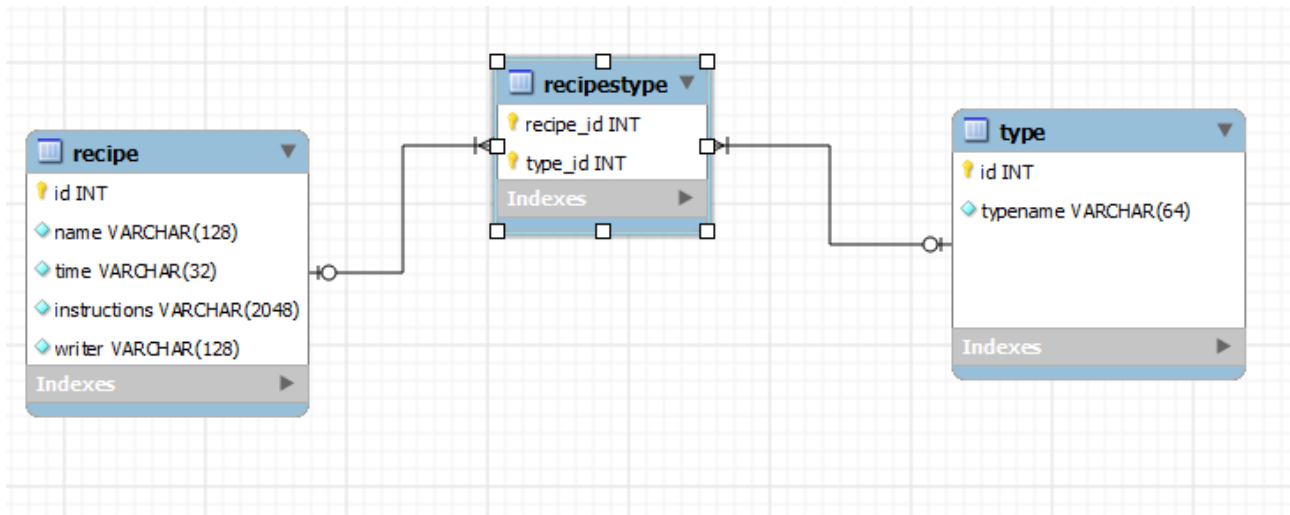 recipe
id INT
name VARCHAR(128)
time VARCHAR(32)
instructions VARCHAR(2048)
writer VARCHAR(128)
Indexes
recipestype
recipe_id INT
type_id INT
Indexes
type
id INT
typename VARCHAR(64)
Indexes